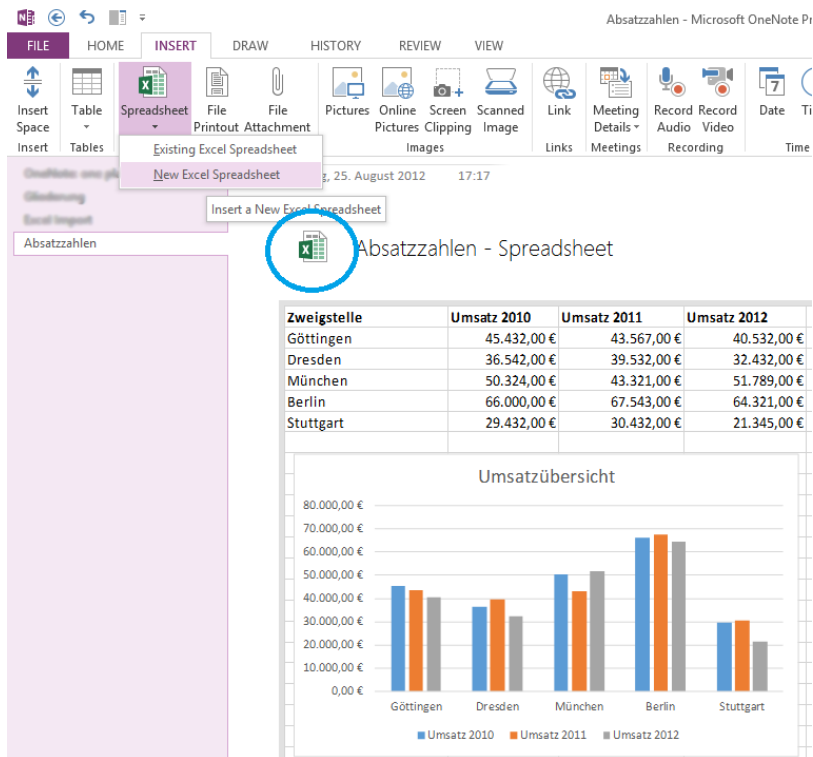 Absatzzahlen - Microsoft OneNote Pr
FILE HOME INSERT DRAW HISTORY REVIEW VIEW
Insert Space
Table
Spreadsheet
File Printout
File Attachment
Pictures
Online Pictures
Screen Clipping
Scanned Image
Link
Meeting Details
Record Audio
Record Video
7
Date
Insert Tables Images Links Meetings Recording Time
Existing Excel Spreadsheet
New Excel Spreadsheet
Insert a New Excel Spreadsheet
25. August 2012 17:17
Excel Import
Absatzzahlen
Absatzzahlen - Spreadsheet
Zweigstelle Umsatz 2010 Umsatz 2011 Umsatz 2012
Göttingen 45.432,00 € 43.567,00 € 40.532,00 €
Dresden 36.542,00 € 39.532,00 € 32.432,00 €
München 50.324,00 € 43.321,00 € 51.789,00 €
Berlin 66.000,00 € 67.543,00 € 64.321,00 €
Stuttgart 29.432,00 € 30.432,00 € 21.345,00 €
Umsatzübersicht
80.000,00 €
70.000,00 €
60.000,00 €
50.000,00 €
40.000,00 €
30.000,00 €
20.000,00 €
10.000,00 €
0,00 €
Göttingen Dresden München Berlin Stuttgart
Umsatz 2010 Umsatz 2011 Umsatz 2012